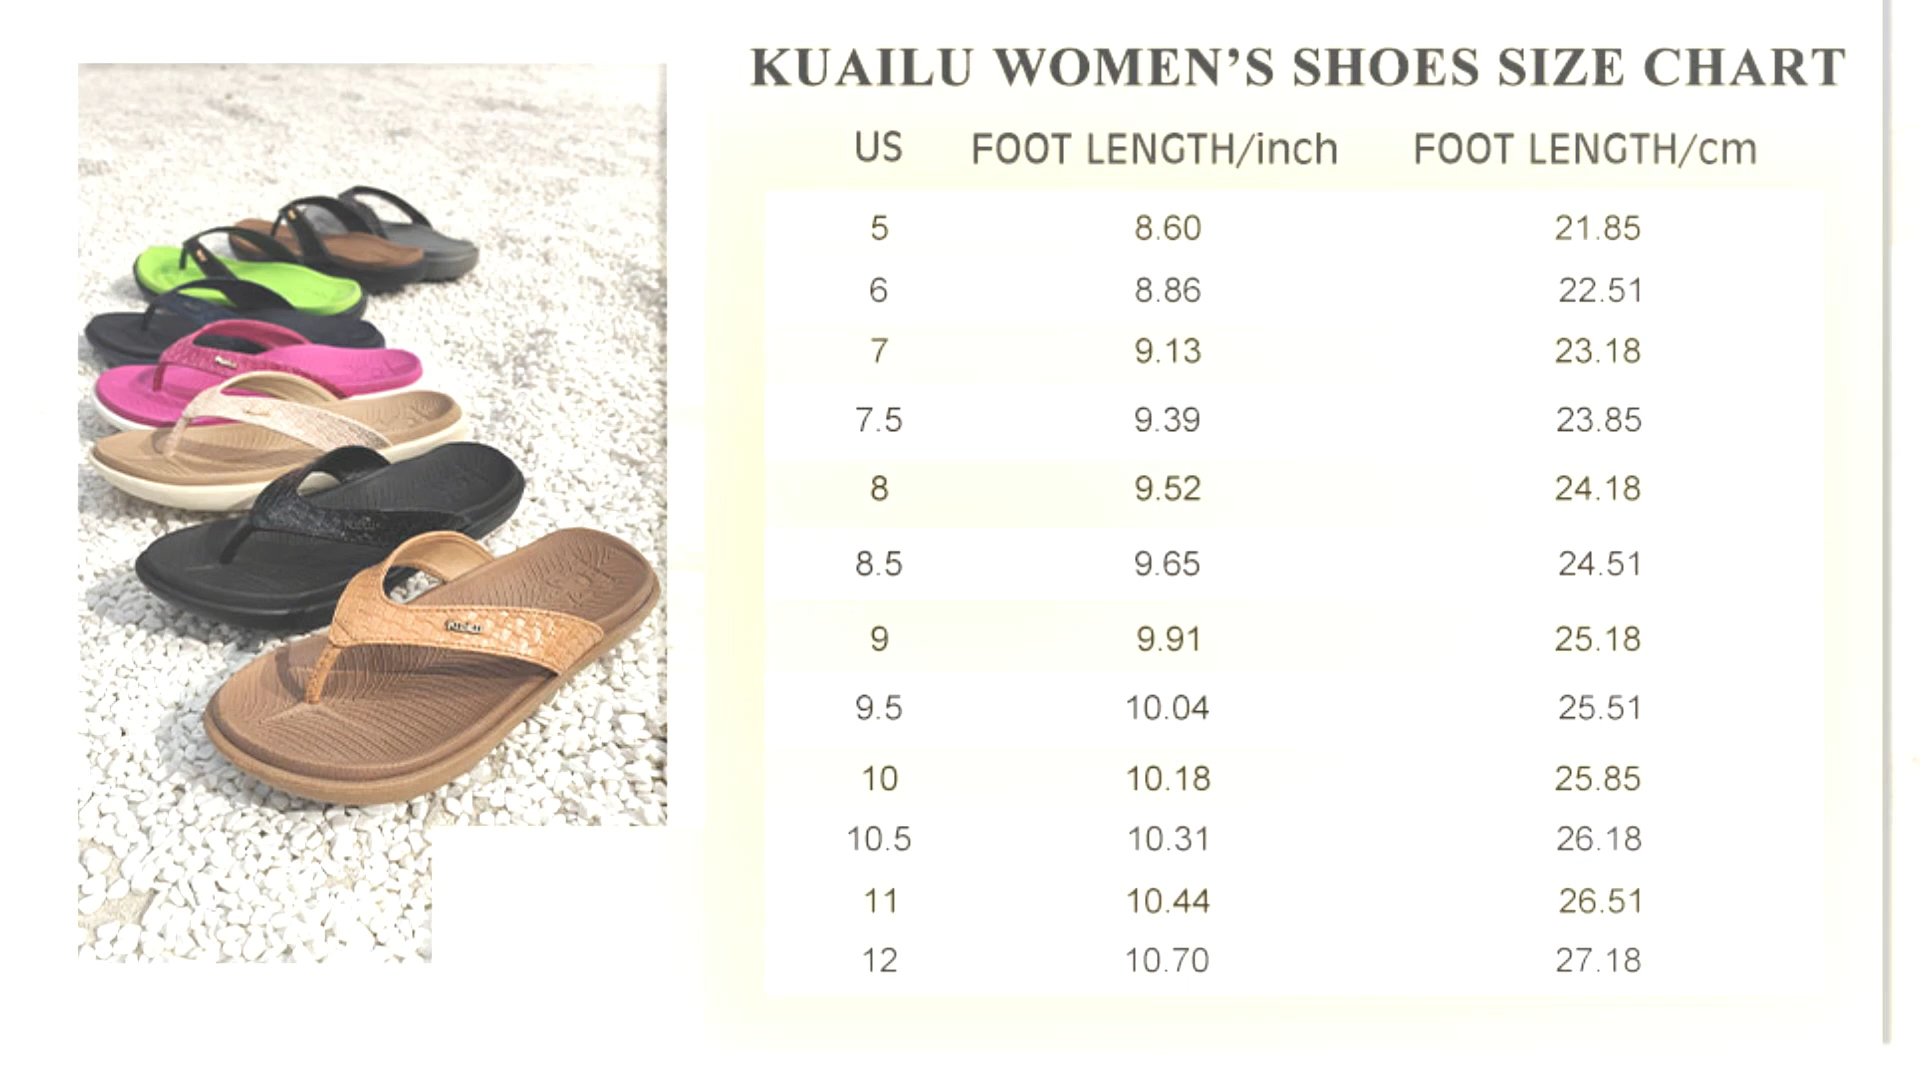 KUAILU WOMEN’S SHOES SIZE CHART
US FOOT LENGTH/inch FOOT LENGTH/cm
5 8.60 21.85
6 8.86 22.51
7 9.13 23.18
7.5 9.39 23.85
8 9.52 24.18
8.5 9.65 24.51
9 9.91 25.18
9.5 10.04 25.51
10 10.18 25.85
10.5 10.31 26.18
11 10.44 26.51
12 10.70 27.18